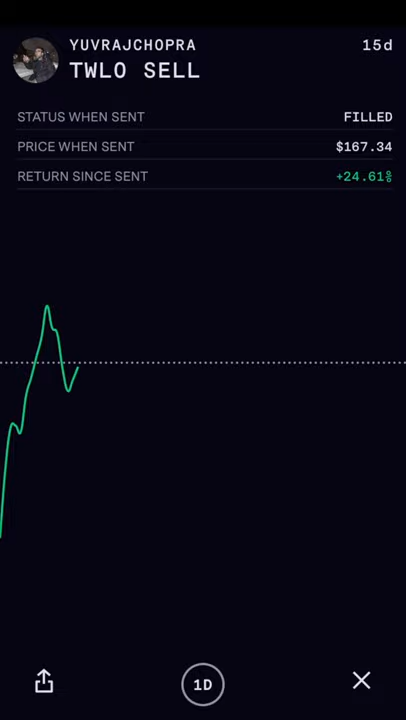 YUVRAJCHOPRA 15d
TWLO SELL
STATUS WHEN SENT FILLED
PRICE WHEN SENT $167.34
RETURN SINCE SENT +24.61%
1D